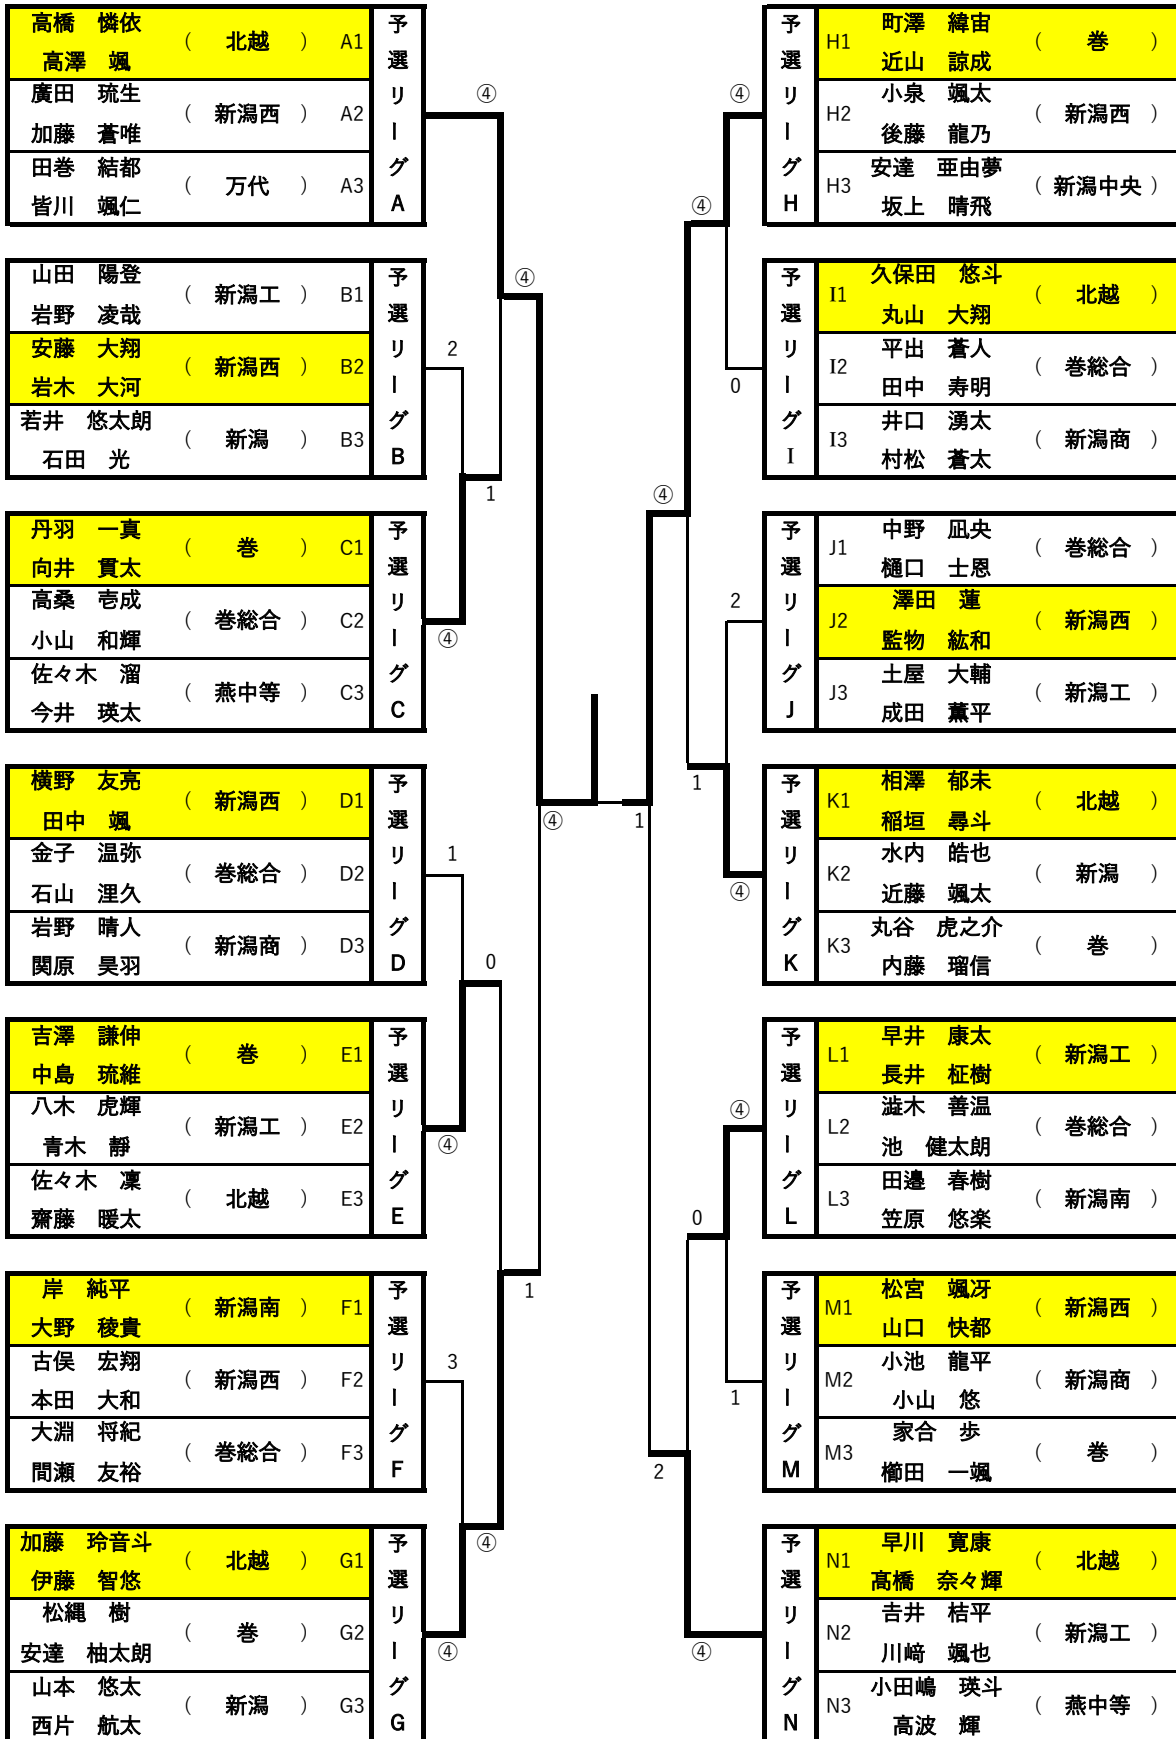 高橋 憐依
高澤 颯
( 北越 ) A1
廣田 琉生
加藤 蒼唯
( 新潟西 ) A2
田巻 結都
皆川 颯仁
( 万代 ) A3
予選リーグA
④
山田 陽登
岩野 凌哉
( 新潟工 ) B1
安藤 大翔
岩木 大河
( 新潟西 ) B2
若井 悠太朗
石田 光
( 新潟 ) B3
予選リーグB
2
④
1
丹羽 一真
向井 貫太
( 巻 ) C1
高桑 壱成
小山 和輝
( 巻総合 ) C2
佐々木 溜
今井 瑛太
( 燕中等 ) C3
予選リーグC
④
横野 友亮
田中 颯
( 新潟西 ) D1
金子 温弥
石山 浬久
( 巻総合 ) D2
岩野 晴人
関原 昊羽
( 新潟商 ) D3
予選リーグD
1
0
④
吉澤 謙伸
中島 琉維
( 巻 ) E1
八木 虎輝
青木 靜
( 新潟工 ) E2
佐々木 凜
齋藤 暖太
( 北越 ) E3
予選リーグE
④
岸 純平
大野 稜貴
( 新潟南 ) F1
古俣 宏翔
本田 大和
( 新潟西 ) F2
大淵 将紀
間瀬 友裕
( 巻総合 ) F3
予選リーグF
3
1
加藤 玲音斗
伊藤 智悠
( 北越 ) G1
松縄 樹
安達 柚太朗
( 巻 ) G2
山本 悠太
西片 航太
( 新潟 ) G3
予選リーグG
④
④
予選リーグH
H1 町澤 緯宙
近山 諒成
( 巻 )
H2 小泉 颯太
後藤 龍乃
( 新潟西 )
H3 安達 亜由夢
坂上 晴飛
( 新潟中央 )
④
④
予選リーグI
I1 久保田 悠斗
丸山 大翔
( 北越 )
I2 平出 蒼人
田中 寿明
( 巻総合 )
I3 井口 湧太
村松 蒼太
( 新潟商 )
0
④
予選リーグJ
J1 中野 凪央
樋口 士恩
( 巻総合 )
J2 澤田 蓮
監物 紘和
( 新潟西 )
J3 土屋 大輔
成田 薫平
( 新潟工 )
2
1
1
予選リーグK
K1 相澤 郁未
稲垣 尋斗
( 北越 )
K2 水内 皓也
近藤 颯太
( 新潟 )
K3 丸谷 虎之介
内藤 瑠信
( 巻 )
④
予選リーグL
L1 早井 康太
長井 柾樹
( 新潟工 )
L2 澁木 善温
池 健太朗
( 巻総合 )
L3 田邉 春樹
笠原 悠楽
( 新潟南 )
④
0
予選リーグM
M1 松宮 颯冴
山口 快都
( 新潟西 )
M2 小池 龍平
小山 悠
( 新潟商 )
M3 家合 歩
櫛田 一颯
( 巻 )
1
2
予選リーグN
N1 早川 寛康
髙橋 奈々輝
( 北越 )
N2 吉井 桔平
川﨑 颯也
( 新潟工 )
N3 小田嶋 瑛斗
高波 輝
( 燕中等 )
④